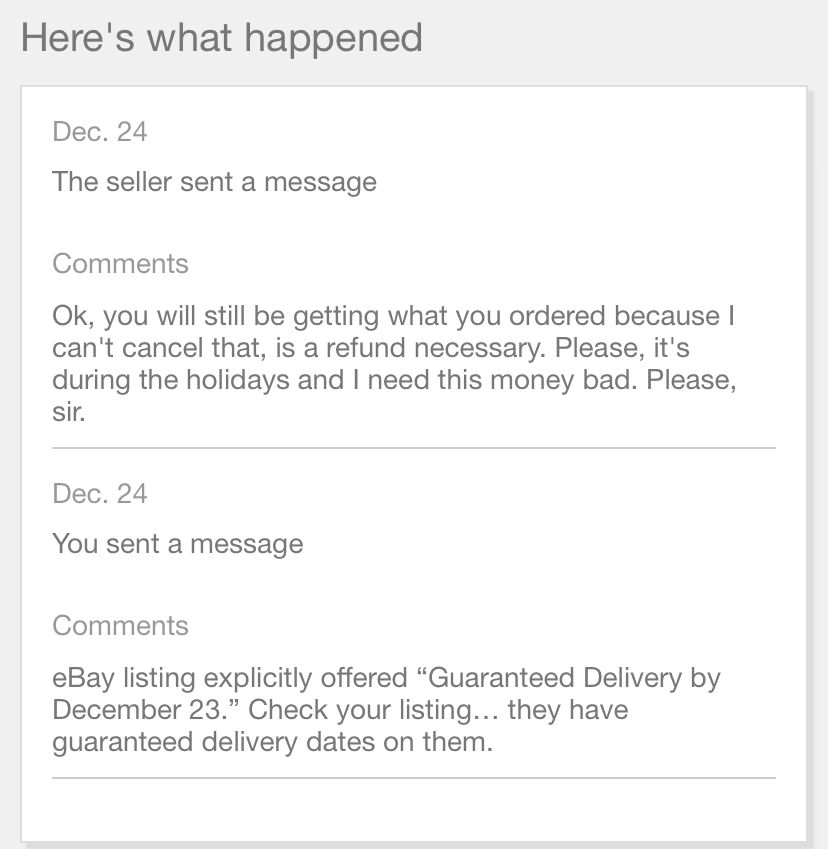 Here's what happened
Dec. 24
The seller sent a message
Comments
Ok, you will still be getting what you ordered because I
can't cancel that, is a refund necessary. Please, it's
during the holidays and I need this money bad. Please,
sir.
Dec. 24
You sent a message
Comments
eBay listing explicitly offered “Guaranteed Delivery by
December 23.” Check your listing… they have
guaranteed delivery dates on them.